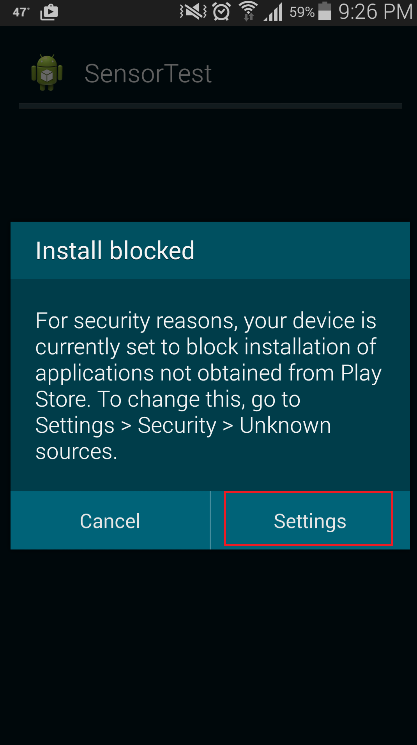 47° 59% 9:26 PM
SensorTest
Install blocked
For security reasons, your device is
currently set to block installation of
applications not obtained from Play
Store. To change this, go to
Settings > Security > Unknown
sources.
Cancel Settings